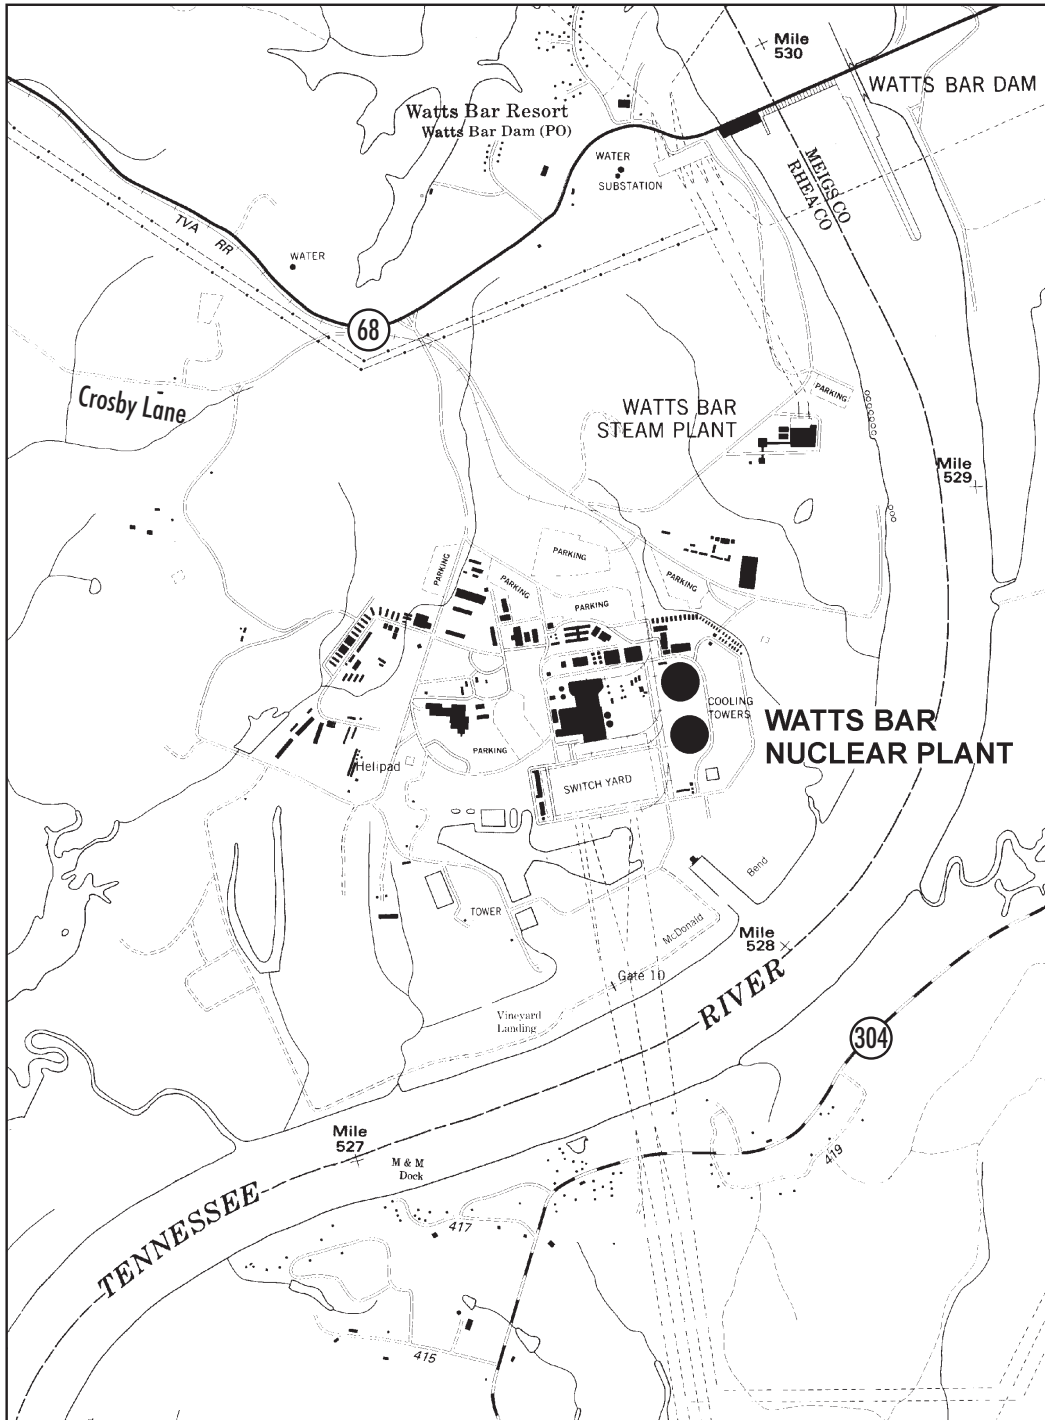 Mile
530
WATTS BAR DAM
Watts Bar Resort
Watts Bar Dam (PO)
WATER
SUBSTATION
MEIGS CO
RHEA CO
TVA RR
WATER
68
Crosby Lane
PARKING
WATTS BAR
STEAM PLANT
Mile
529
PARKING
PARKING
PARKING
PARKING
PARKING
COOLING
TOWERS
WATTS BAR
NUCLEAR PLANT
PARKING
Helipad
SWITCH YARD
Bend
TOWER
McDonald
Mile
528
Gate 10
RIVER
Vineyard
Landing
304
Mile
527
M & M
Dock
419
TENNESSEE
417
415